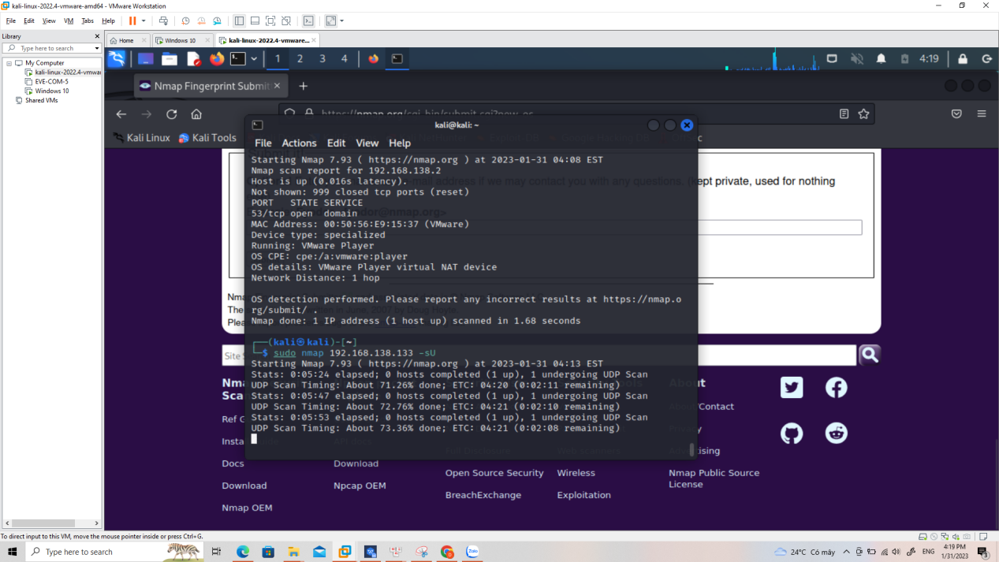 kali-linux-2022.4-vmware-amd64 - VMware Workstation
File Edit View VM Tabs Help
Library
Type here to search
My Computer
kali-linux-2022.4-vmwar
EVE-COM-5
Windows 10
Shared VMs
Home
Windows 10
kali-linux-2022.4-vmware...
1 2 3 4
4:19
Nmap Fingerprint Submit
Kali Linux
Kali Tools
kali@kali: ~
File Actions Edit View Help
Starting Nmap 7.93 ( https://nmap.org ) at 2023-01-31 04:08 EST
Nmap scan report for 192.168.138.2
Host is up (0.016s latency).
Not shown: 999 closed tcp ports (reset)
PORT STATE SERVICE
53/tcp open domain
MAC Address: 00:50:56:E9:15:37 (VMware)
Device type: specialized
Running: VMware Player
OS CPE: cpe:/a:vmware:player
OS details: VMware Player virtual NAT device
Network Distance: 1 hop
OS detection performed. Please report any incorrect results at https://nmap.o
rg/submit/ .
Nmap done: 1 IP address (1 host up) scanned in 1.68 seconds
(kali㉿kali)-[~]
$ sudo nmap 192.168.138.133 -sU
Starting Nmap 7.93 ( https://nmap.org ) at 2023-01-31 04:13 EST
Stats: 0:05:24 elapsed; 0 hosts completed (1 up), 1 undergoing UDP Scan
UDP Scan Timing: About 71.26% done; ETC: 04:20 (0:02:11 remaining)
Stats: 0:05:47 elapsed; 0 hosts completed (1 up), 1 undergoing UDP Scan
UDP Scan Timing: About 72.76% done; ETC: 04:21 (0:02:10 remaining)
Stats: 0:05:53 elapsed; 0 hosts completed (1 up), 1 undergoing UDP Scan
UDP Scan Timing: About 73.36% done; ETC: 04:21 (0:02:08 remaining)
-mail address if we may contact you with any questions. (kept private, used for nothing
dor@nmap.org>
Nma
The
Plea
Site
Nm
Sca
Ref G
Insta
Docs
Download
Nmap OEM
Download
Npcap OEM
Open Source Security
BreachExchange
Wireless
Exploitation
About
About/Contact
Privacy
Advertising
Nmap Public Source
License
To direct input to this VM, move the mouse pointer inside or press Ctrl+G.
Type here to search
24°C Có mây
ENG
4:19 PM
1/31/2023
3